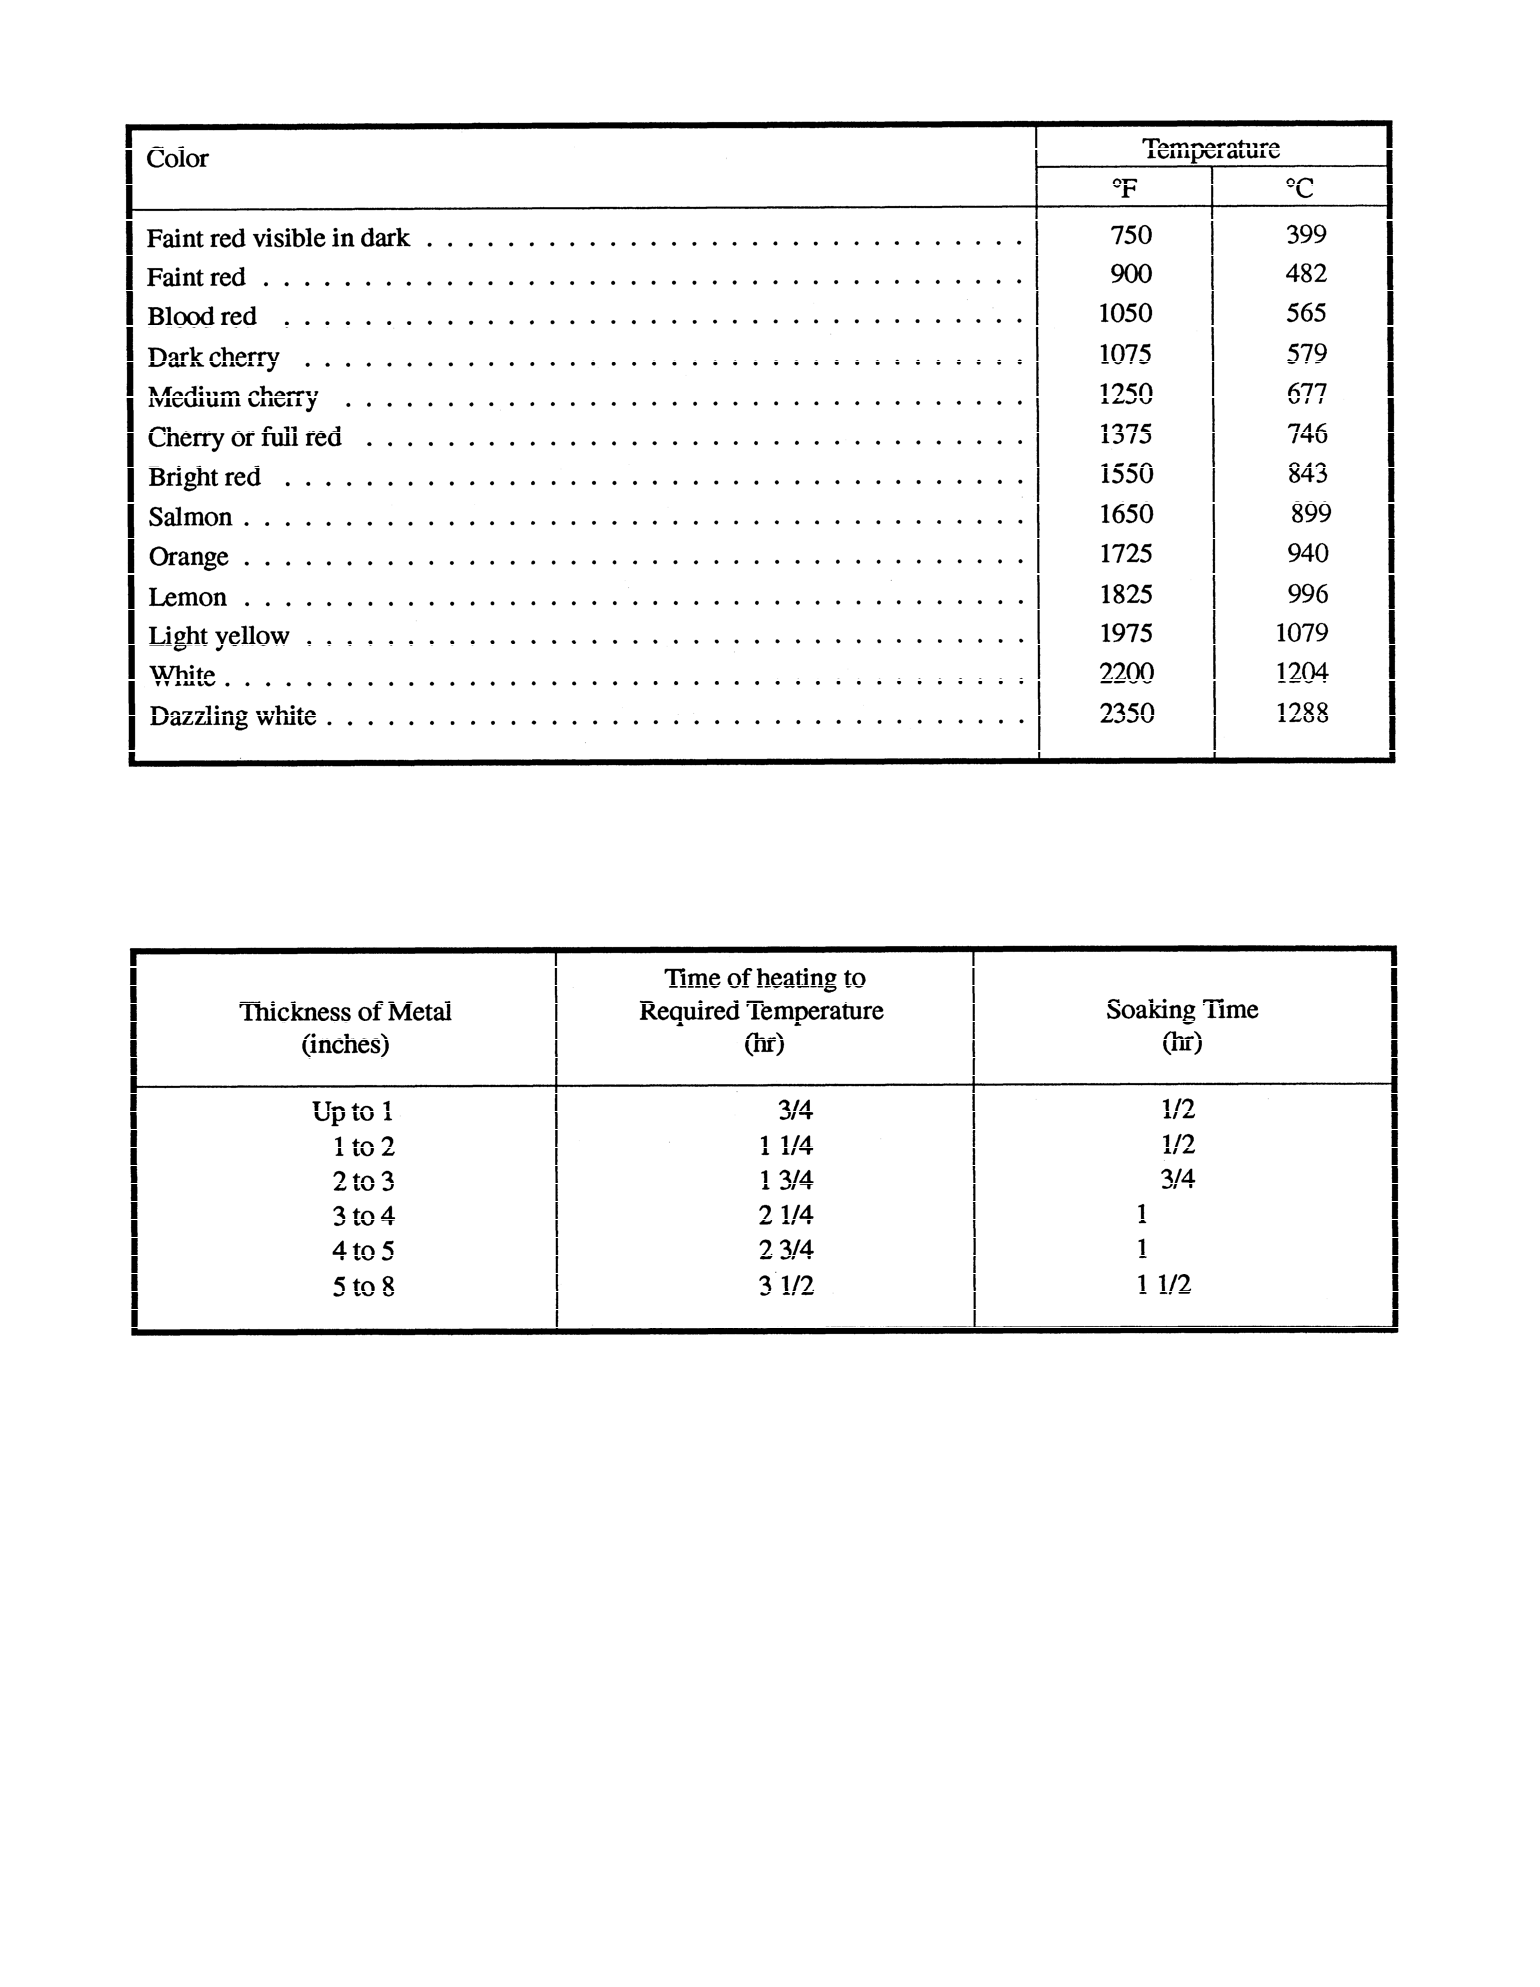 Color Temperature
°F °C
Faint red visible in dark . . . . . . . . . . . . . . . . . . . . . . . . . . . . . . 750 399
Faint red . . . . . . . . . . . . . . . . . . . . . . . . . . . . . . . . . . . . . . 900 482
Blood red . . . . . . . . . . . . . . . . . . . . . . . . . . . . . . . . . . . . . 1050 565
Dark cherry . . . . . . . . . . . . . . . . . . . . . . . . . . . . . . . . . . . . 1075 579
Medium cherry . . . . . . . . . . . . . . . . . . . . . . . . . . . . . . . . . . 1250 677
Cherry or full red . . . . . . . . . . . . . . . . . . . . . . . . . . . . . . . . . 1375 746
Bright red . . . . . . . . . . . . . . . . . . . . . . . . . . . . . . . . . . . . . 1550 843
Salmon . . . . . . . . . . . . . . . . . . . . . . . . . . . . . . . . . . . . . . . 1650 899
Orange . . . . . . . . . . . . . . . . . . . . . . . . . . . . . . . . . . . . . . . 1725 940
Lemon . . . . . . . . . . . . . . . . . . . . . . . . . . . . . . . . . . . . . . . 1825 996
Light yellow . . . . . . . . . . . . . . . . . . . . . . . . . . . . . . . . . . . . 1975 1079
White . . . . . . . . . . . . . . . . . . . . . . . . . . . . . . . . . . . . . . . . 2200 1204
Dazzling white . . . . . . . . . . . . . . . . . . . . . . . . . . . . . . . . . . . 2350 1288
Time of heating to
Thickness of Metal Required Temperature Soaking Time
(inches) (hr) (hr)
Up to 1 3/4 1/2
1 to 2 1 1/4 1/2
2 to 3 1 3/4 3/4
3 to 4 2 1/4 1
4 to 5 2 3/4 1
5 to 8 3 1/2 1 1/2